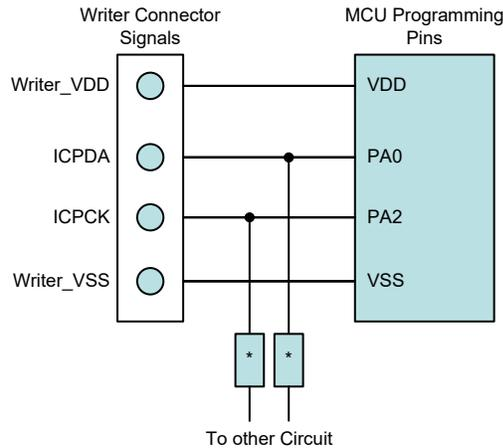 Writer Connector
Signals
MCU Programming
Pins
Writer_VDD
VDD
ICPDA
PA0
ICPCK
PA2
Writer_VSS
VSS
*
*
To other Circuit